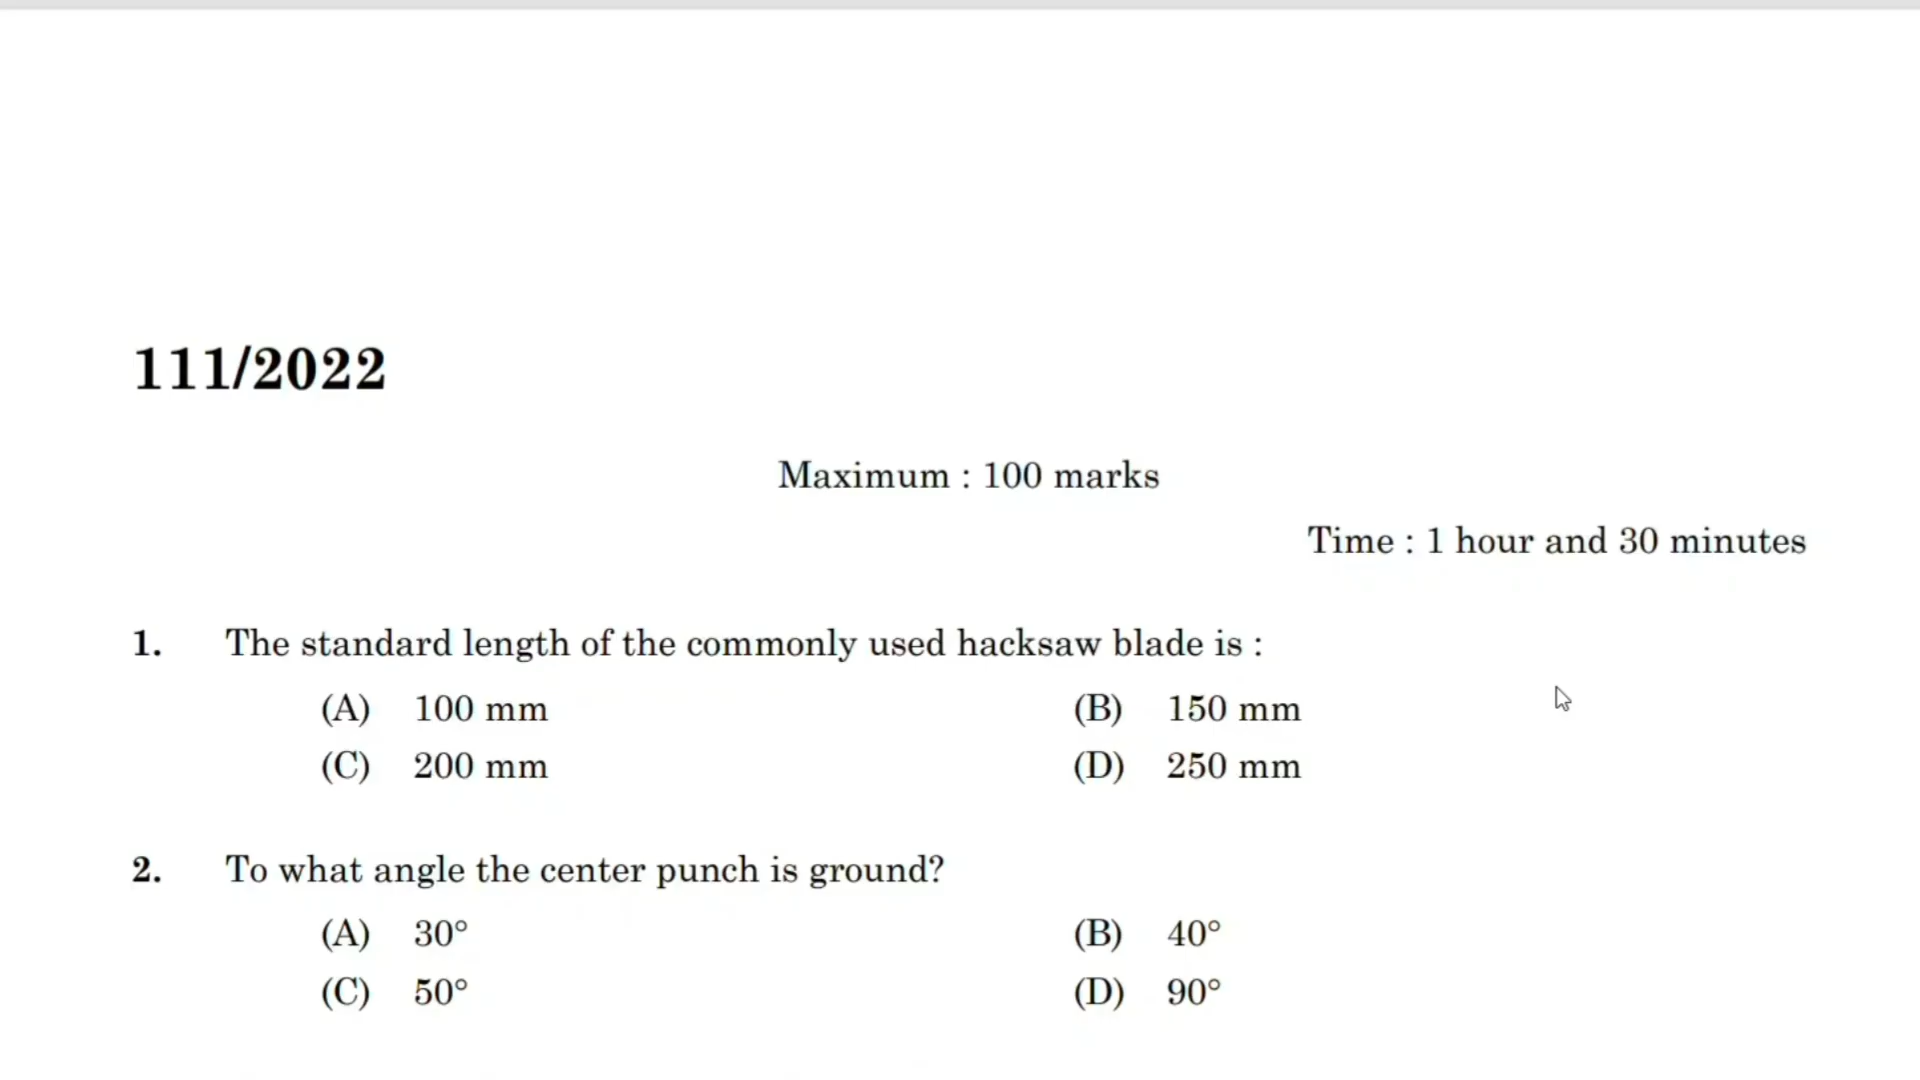 111/2022
Maximum : 100 marks
Time : 1 hour and 30 minutes
1. The standard length of the commonly used hacksaw blade is :
(A) 100 mm (B) 150 mm
(C) 200 mm (D) 250 mm
2. To what angle the center punch is ground?
(A) 30° (B) 40°
(C) 50° (D) 90°